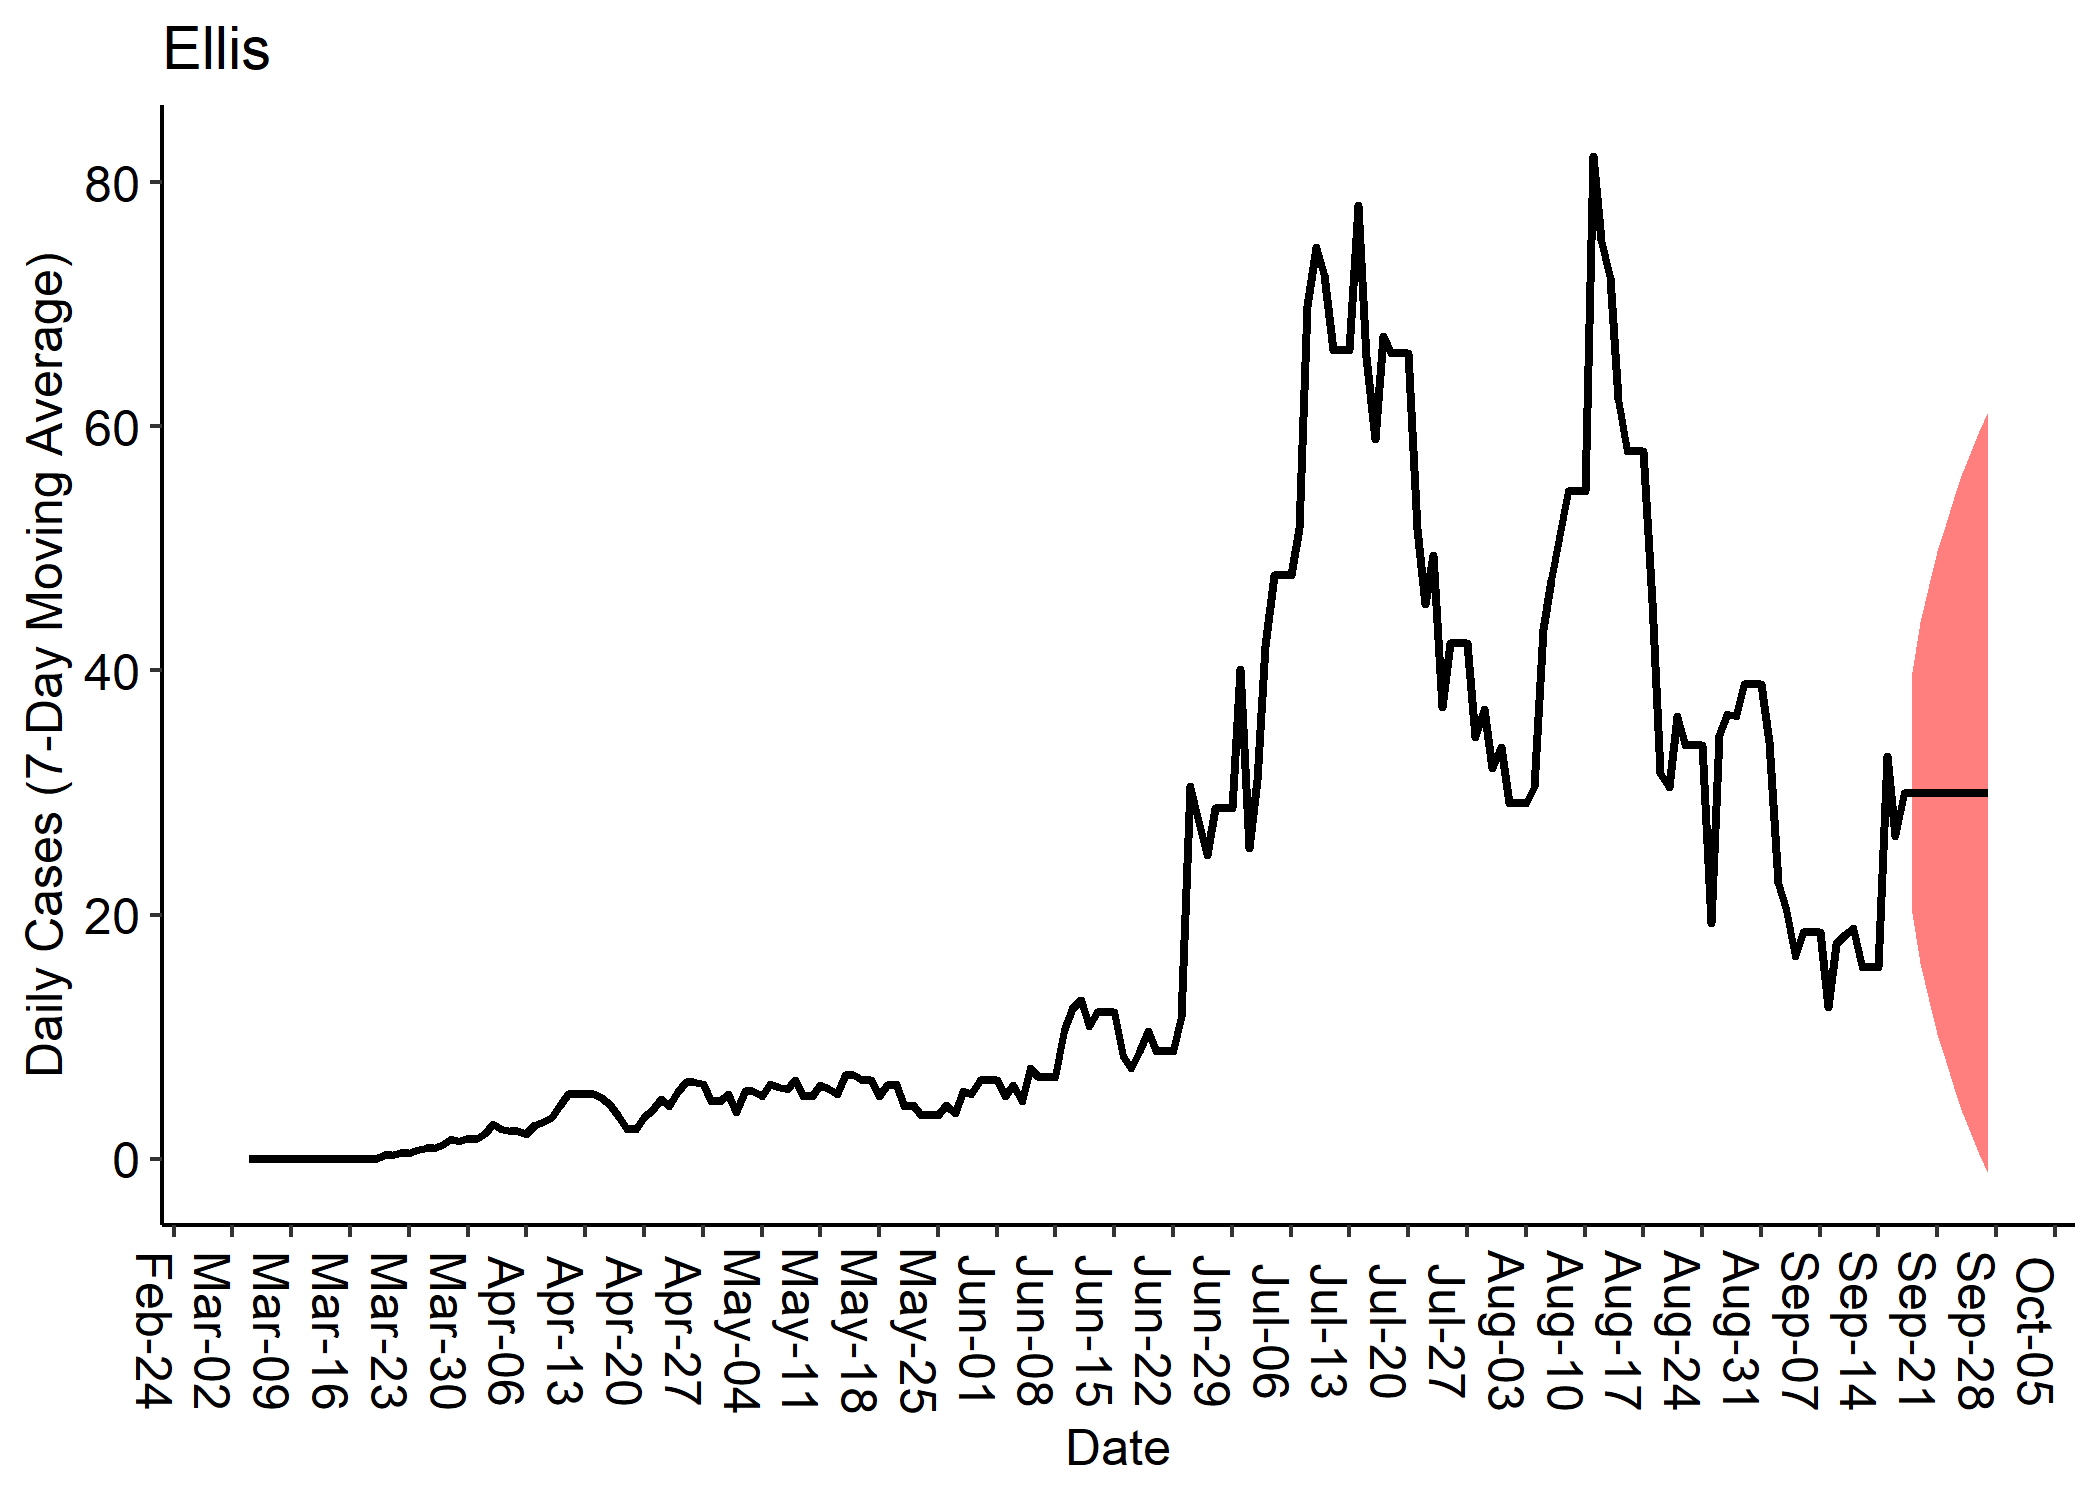 Ellis
Daily Cases (7-Day Moving Average)
80
60
40
20
0
Feb-24
Mar-02
Mar-09
Mar-16
Mar-23
Mar-30
Apr-06
Apr-13
Apr-20
Apr-27
May-04
May-11
May-18
May-25
Jun-01
Jun-08
Jun-15
Jun-22
Jun-29
Jul-06
Jul-13
Jul-20
Jul-27
Aug-03
Aug-10
Aug-17
Aug-24
Aug-31
Sep-07
Sep-14
Sep-21
Sep-28
Oct-05
Date